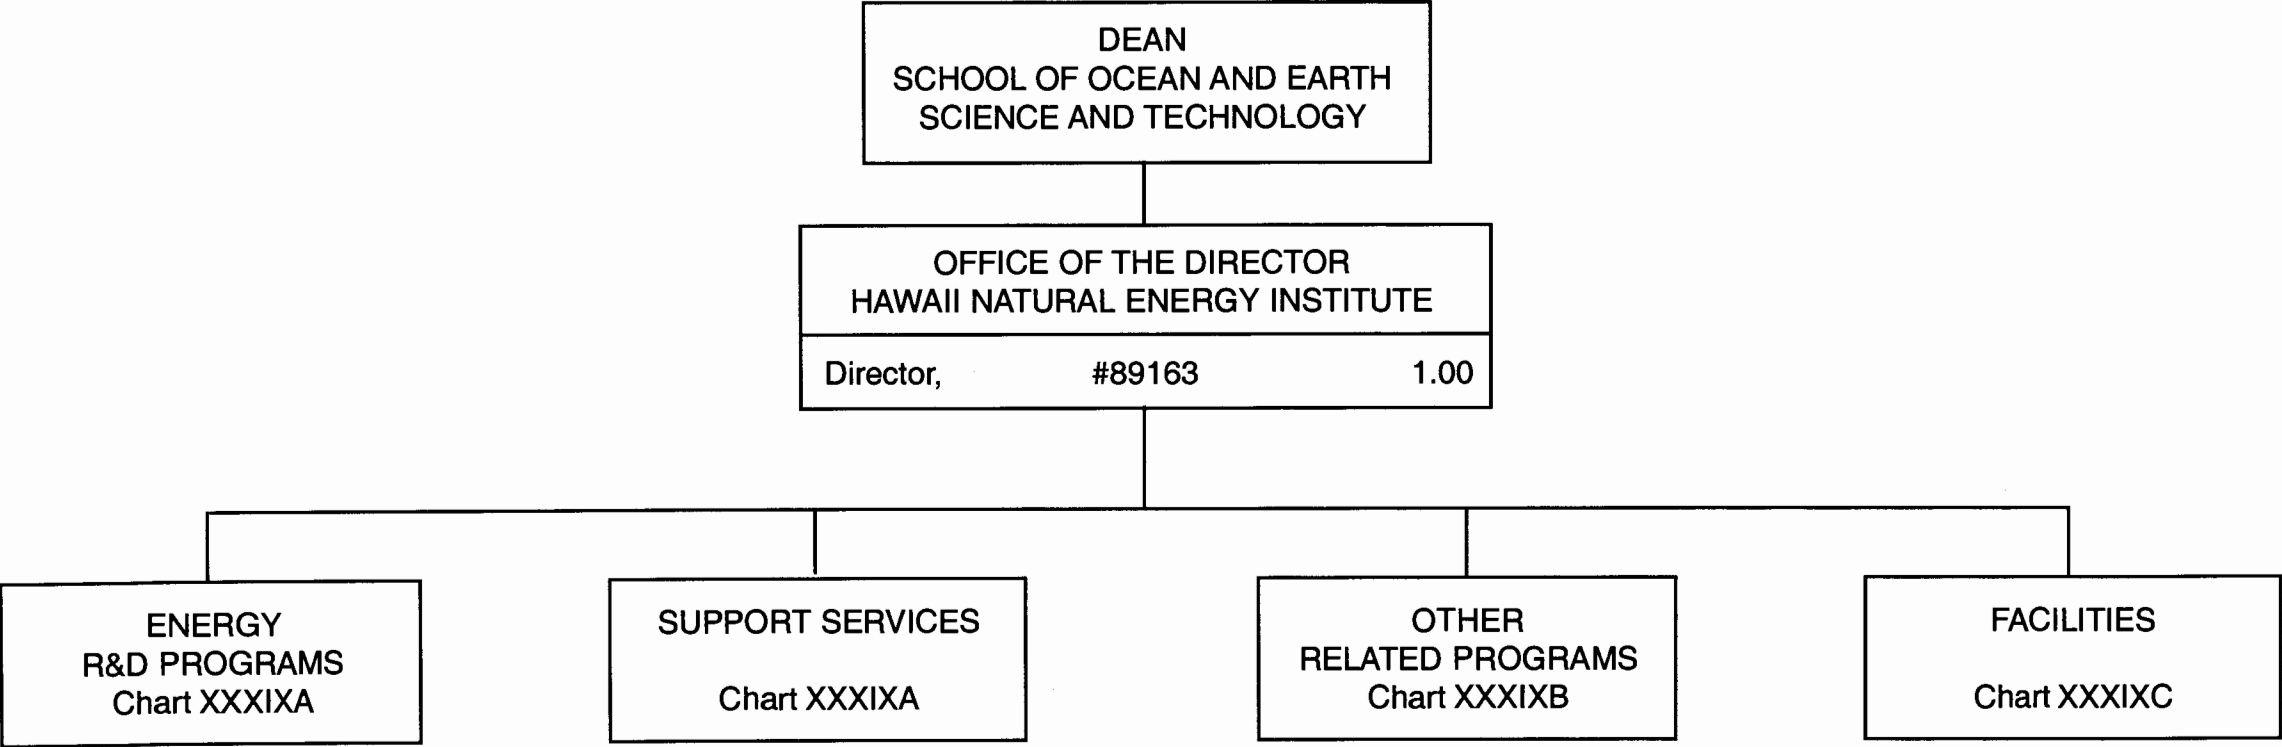 DEAN
SCHOOL OF OCEAN AND EARTH
SCIENCE AND TECHNOLOGY
OFFICE OF THE DIRECTOR
HAWAII NATURAL ENERGY INSTITUTE
Director, #89163 1.00
ENERGY
R&D PROGRAMS
Chart XXXIXA
SUPPORT SERVICES
Chart XXXIXA
OTHER
RELATED PROGRAMS
Chart XXXIXB
FACILITIES
Chart XXXIXC